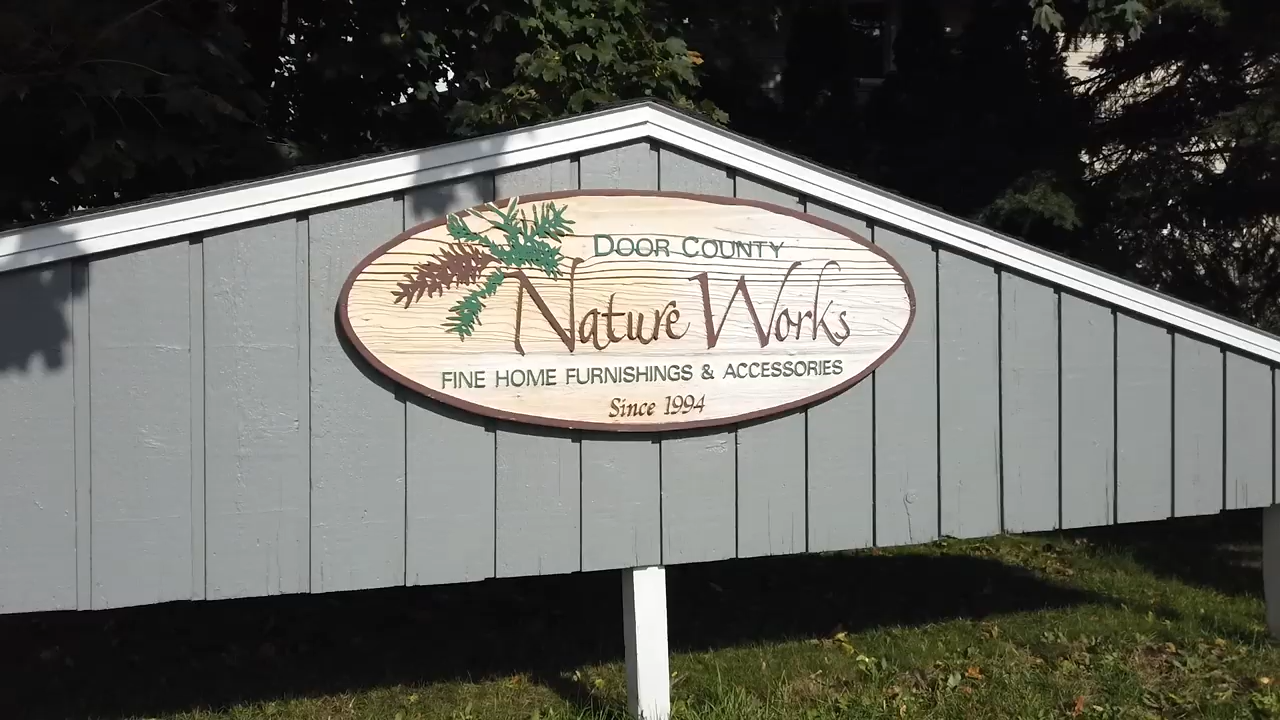 DOOR COUNTY
Nature Works
FINE HOME FURNISHINGS & ACCESSORIES
Since 1994